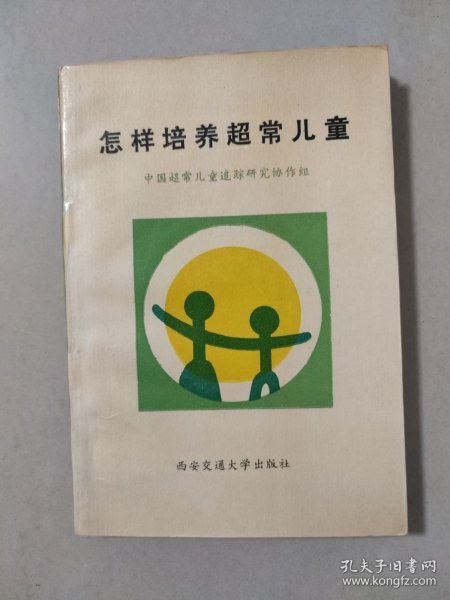 怎样培养超常儿童
中国超常儿童追踪研究协作组
西安交通大学出版社
孔夫子旧书网
www.kongfz.com